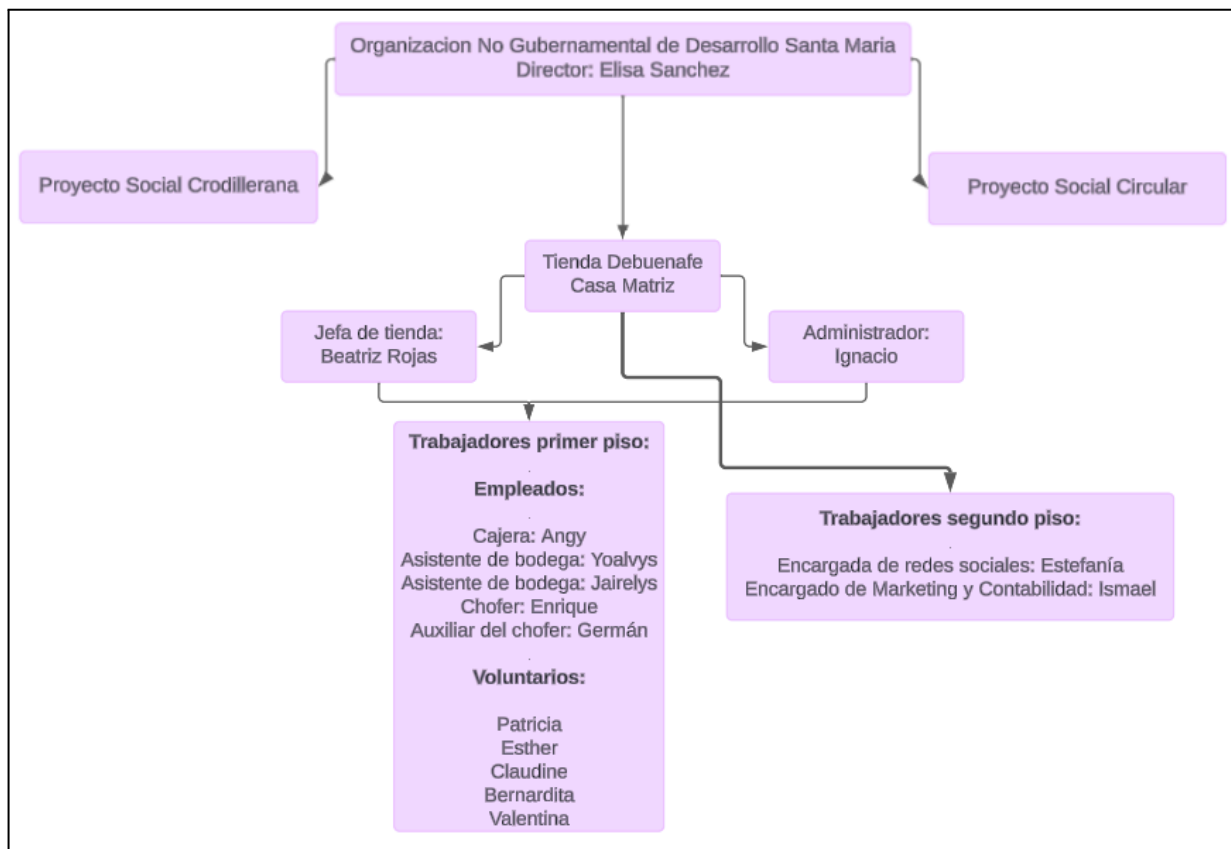 Organizacion No Gubernamental de Desarrollo Santa Maria
Director: Elisa Sanchez
Proyecto Social Crodillerana
Proyecto Social Circular
Tienda Debuenafe
Casa Matriz
Jefa de tienda:
Beatriz Rojas
Administrador:
Ignacio
Trabajadores primer piso:
.
Empleados:
.
Cajera: Angy
Asistente de bodega: Yoalvys
Asistente de bodega: Jairelys
Chofer: Enrique
Auxiliar del chofer: Germán
.
Voluntarios:
Patricia
Esther
Claudine
Bernardita
Valentina
Trabajadores segundo piso:
.
Encargada de redes sociales: Estefanía
Encargado de Marketing y Contabilidad: Ismael